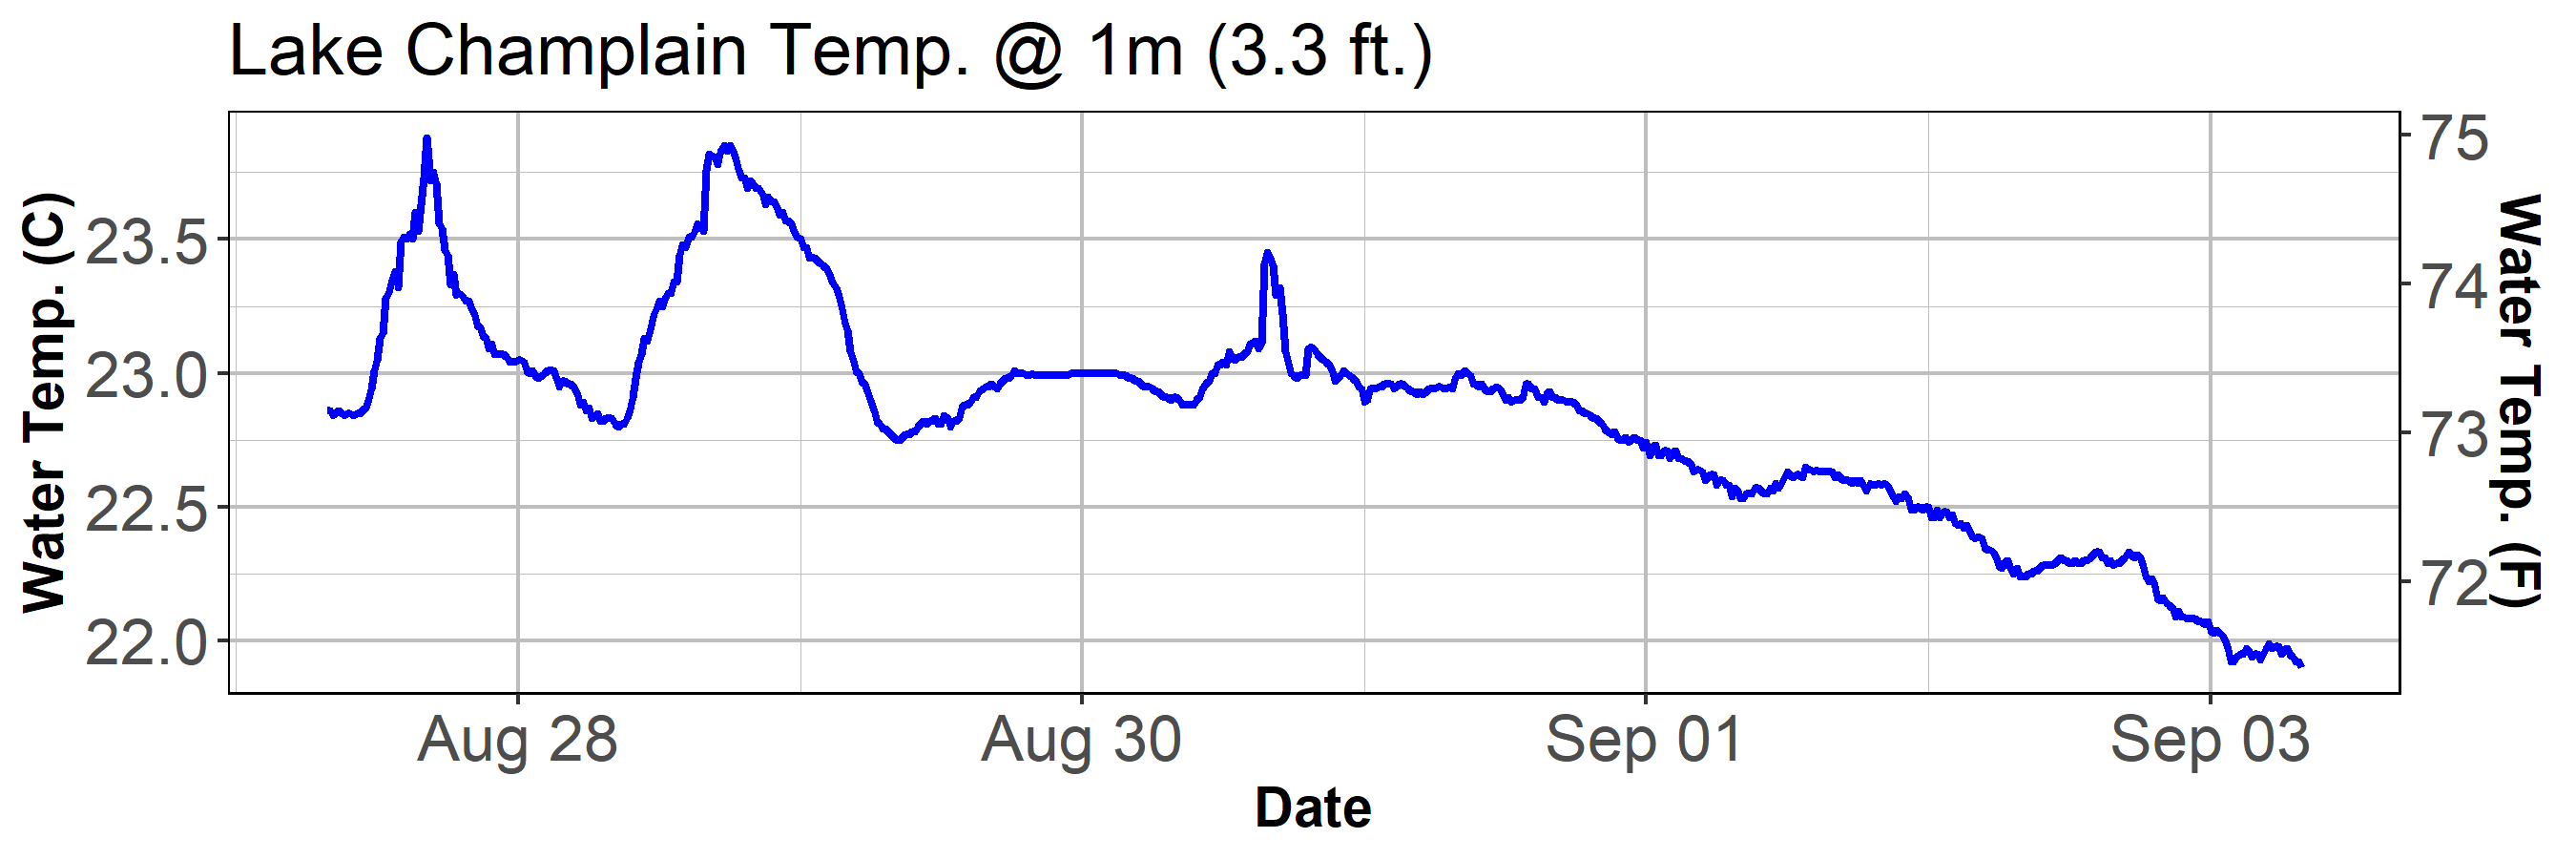 Lake Champlain Temp. @ 1m (3.3 ft.)
Water Temp. (C)
23.5
23.0
22.5
22.0
75
74
73
72
Water Temp. (F)
Aug 28 Aug 30 Sep 01 Sep 03
Date